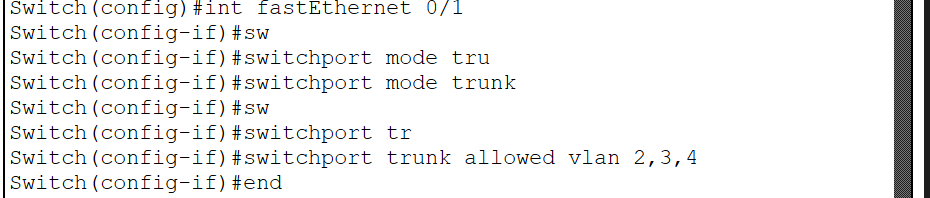 Switch(config)#int fastEthernet 0/1
Switch(config-if)#sw
Switch(config-if)#switchport mode tru
Switch(config-if)#switchport mode trunk
Switch(config-if)#sw
Switch(config-if)#switchport tr
Switch(config-if)#switchport trunk allowed vlan 2,3,4
Switch(config-if)#end